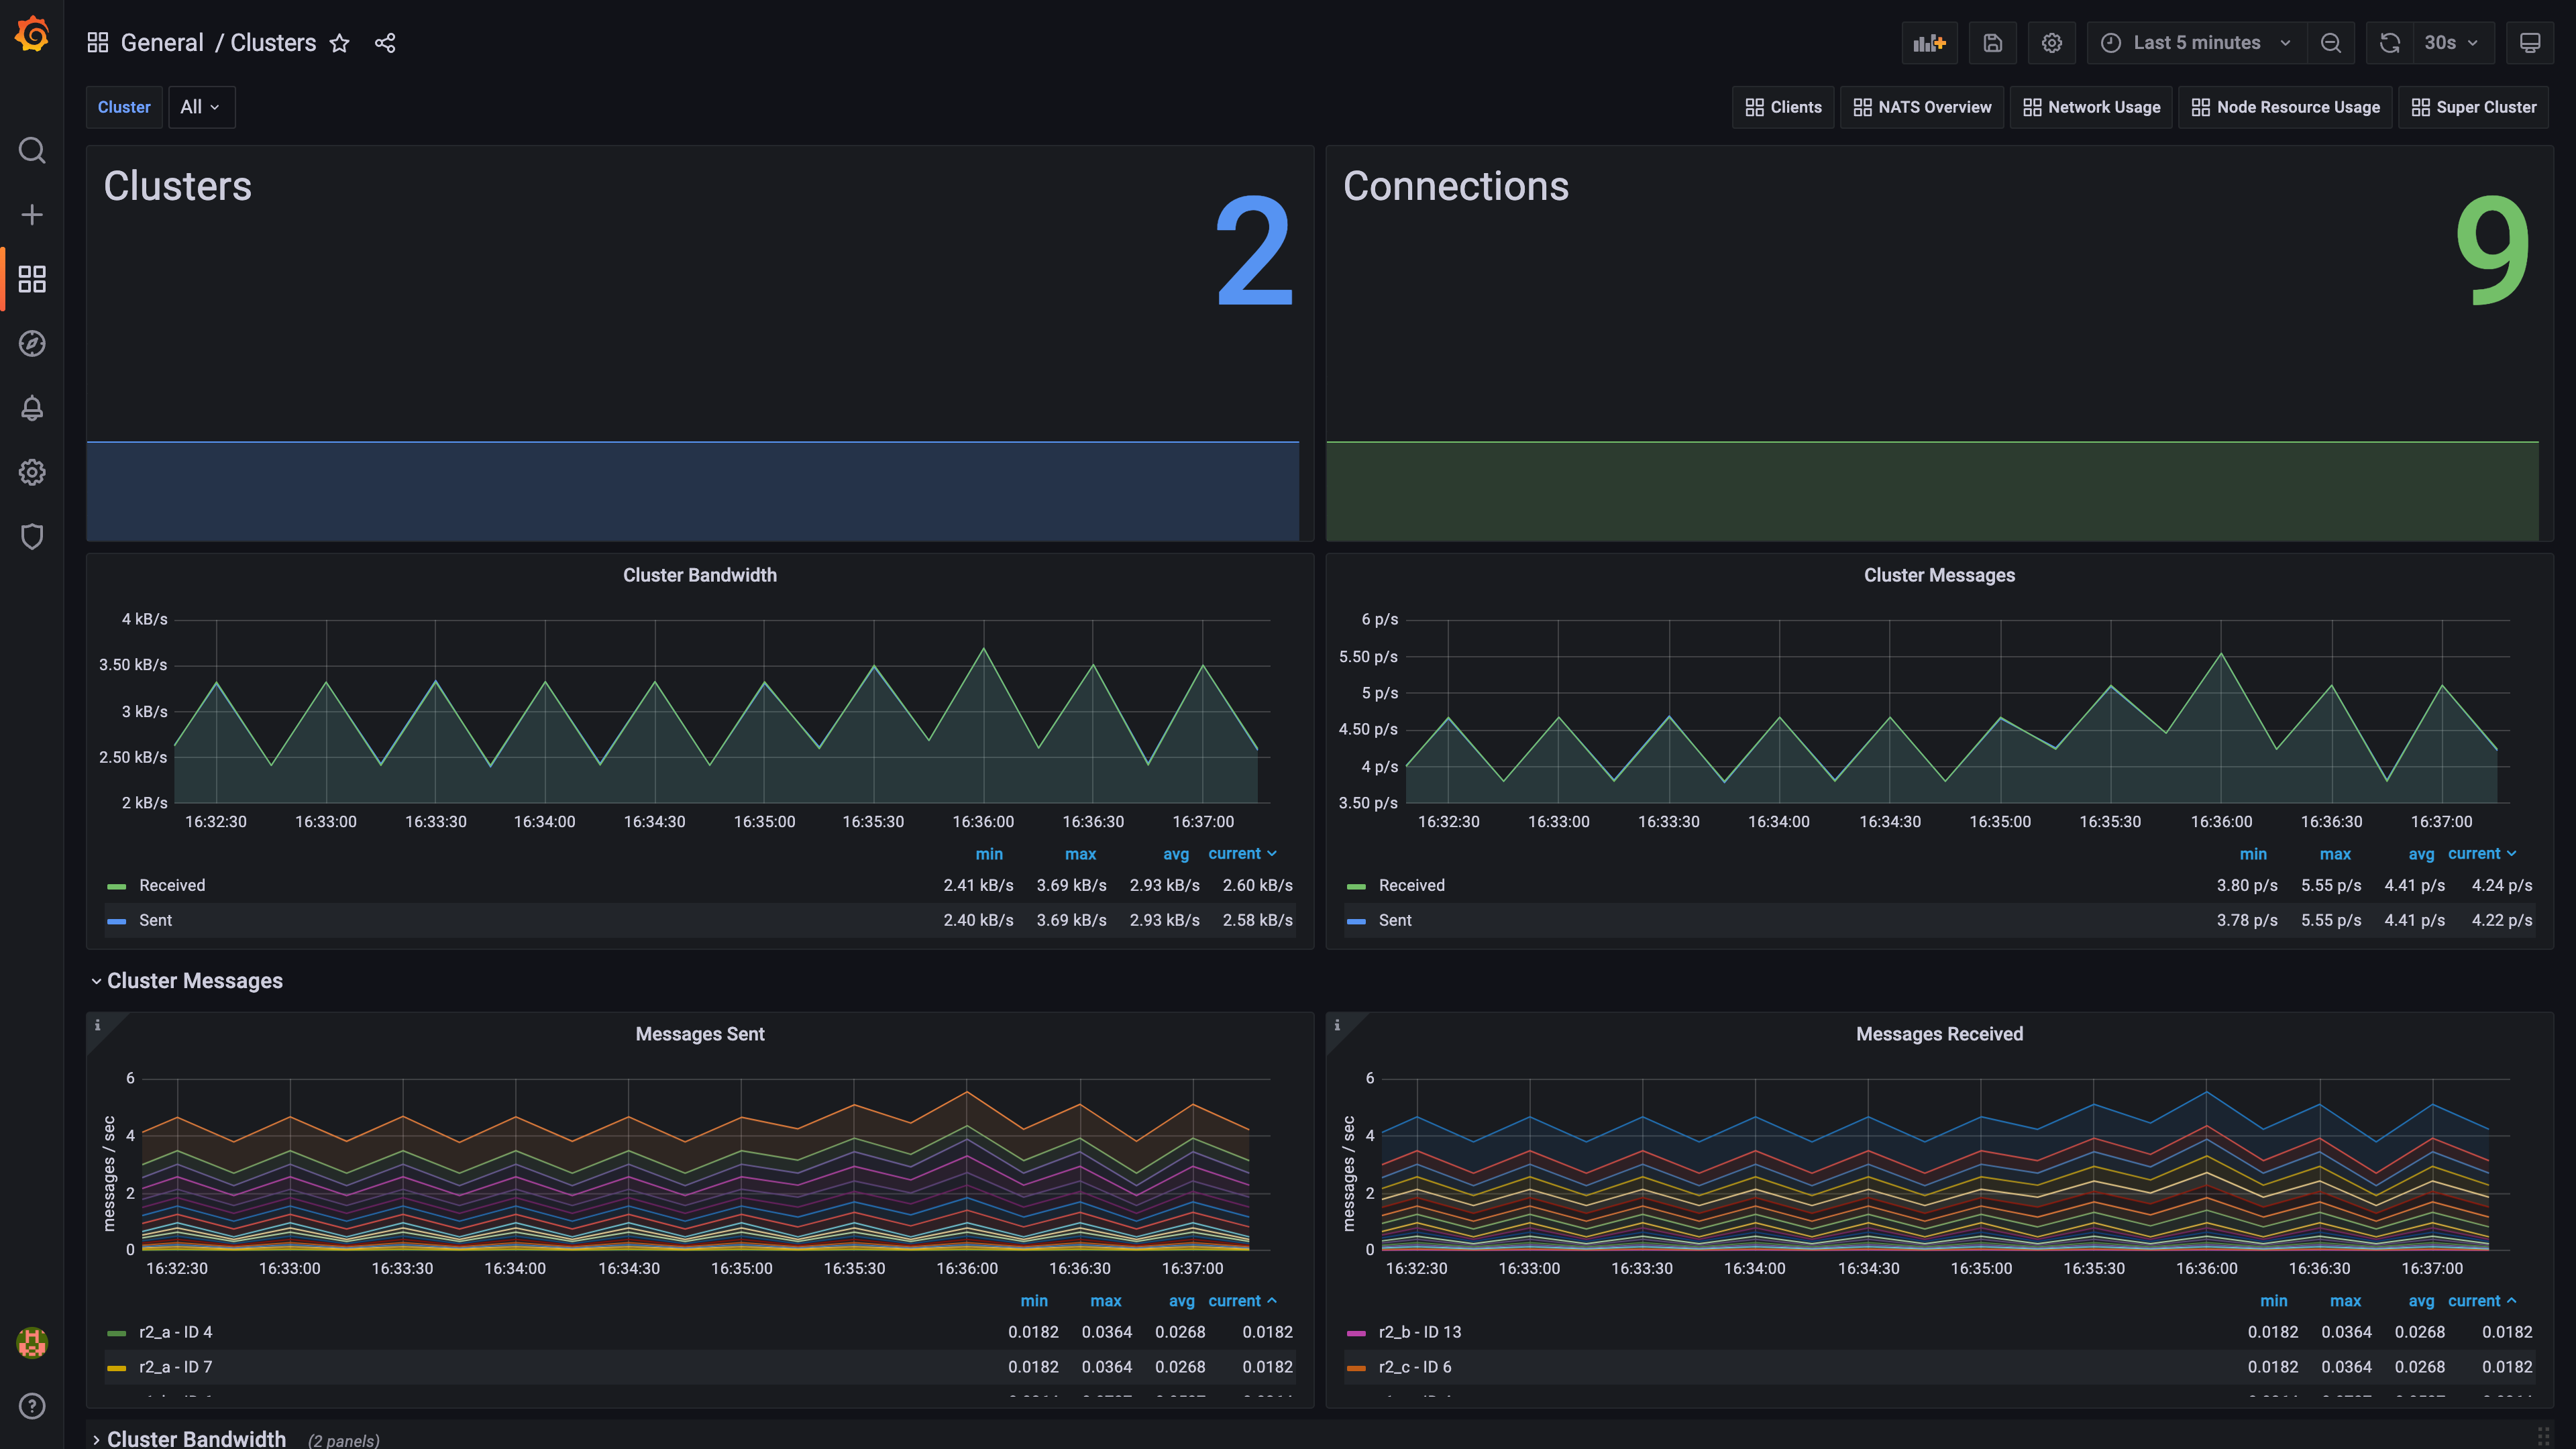 General / Clusters
Last 5 minutes
30s
Cluster
All
Clients
NATS Overview
Network Usage
Node Resource Usage
Super Cluster
Clusters
2
Connections
9
Cluster Bandwidth
4 kB/s
3.50 kB/s
3 kB/s
2.50 kB/s
2 kB/s
16:32:30 16:33:00 16:33:30 16:34:00 16:34:30 16:35:00 16:35:30 16:36:00 16:36:30 16:37:00
min max avg current
Received 2.41 kB/s 3.69 kB/s 2.93 kB/s 2.60 kB/s
Sent 2.40 kB/s 3.69 kB/s 2.93 kB/s 2.58 kB/s
Cluster Messages
6 p/s
5.50 p/s
5 p/s
4.50 p/s
4 p/s
3.50 p/s
16:32:30 16:33:00 16:33:30 16:34:00 16:34:30 16:35:00 16:35:30 16:36:00 16:36:30 16:37:00
min max avg current
Received 3.80 p/s 5.55 p/s 4.41 p/s 4.24 p/s
Sent 3.78 p/s 5.55 p/s 4.41 p/s 4.22 p/s
Cluster Messages
i
Messages Sent
messages / sec
6
4
2
0
16:32:30 16:33:00 16:33:30 16:34:00 16:34:30 16:35:00 16:35:30 16:36:00 16:36:30 16:37:00
min max avg current
r2_a - ID 4 0.0182 0.0364 0.0268 0.0182
r2_a - ID 7 0.0182 0.0364 0.0268 0.0182
i
Messages Received
messages / sec
6
4
2
0
16:32:30 16:33:00 16:33:30 16:34:00 16:34:30 16:35:00 16:35:30 16:36:00 16:36:30 16:37:00
min max avg current
r2_b - ID 13 0.0182 0.0364 0.0268 0.0182
r2_c - ID 6 0.0182 0.0364 0.0268 0.0182
Cluster Bandwidth (2 panels)